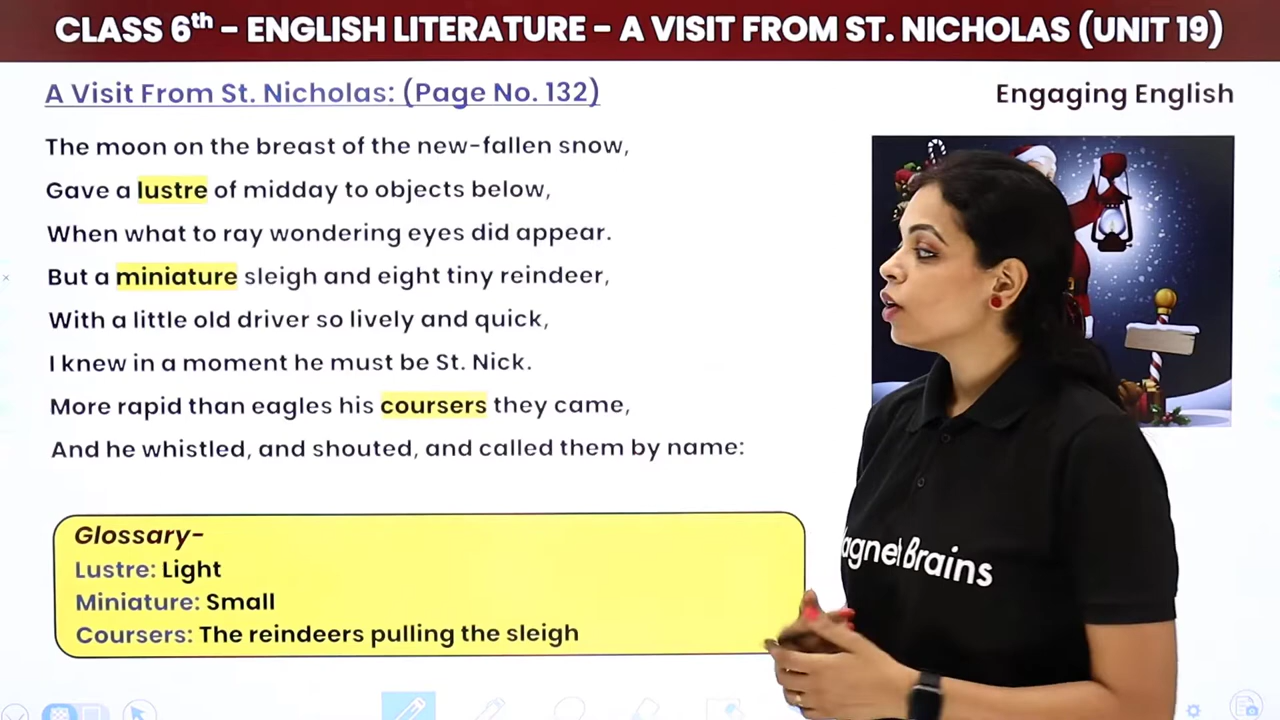 CLASS 6th – ENGLISH LITERATURE – A VISIT FROM ST. NICHOLAS (UNIT 19)
A Visit From St. Nicholas: (Page No. 132)
Engaging English
The moon on the breast of the new-fallen snow,
Gave a lustre of midday to objects below,
When what to ray wondering eyes did appear.
But a miniature sleigh and eight tiny reindeer,
With a little old driver so lively and quick,
I knew in a moment he must be St. Nick.
More rapid than eagles his coursers they came,
And he whistled, and shouted, and called them by name:
Glossary-
Lustre: Light
Miniature: Small
Coursers: The reindeers pulling the sleigh
Brains